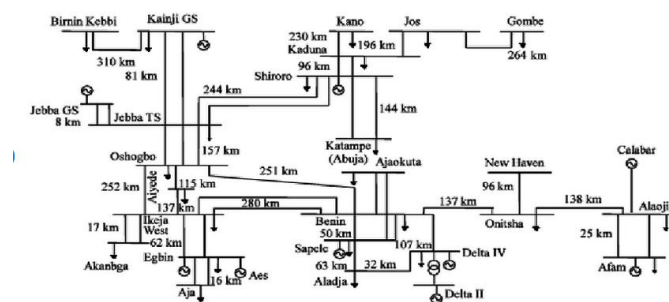 Birnin Kebbi
Kainji GS
Kano
Jos
Gombe
230 km
Kaduna
196 km
310 km
81 km
96 km
264 km
Shiroro
244 km
144 km
Jebba GS
8 km
Jebba TS
157 km
Katampe
(Abuja)
Ajaokuta
New Haven
Calabar
Oshogbo
251 km
252 km
Aiyede
115 km
96 km
137 km
280 km
137 km
138 km
Alaoji
17 km
Ikeja
West
Benin
Onitsha
50 km
107 km
25 km
62 km
Sapele
Delta IV
Akanbga
Egbin
63 km
32 km
Afam
16 km
Aes
Aladja
Aja
Delta II